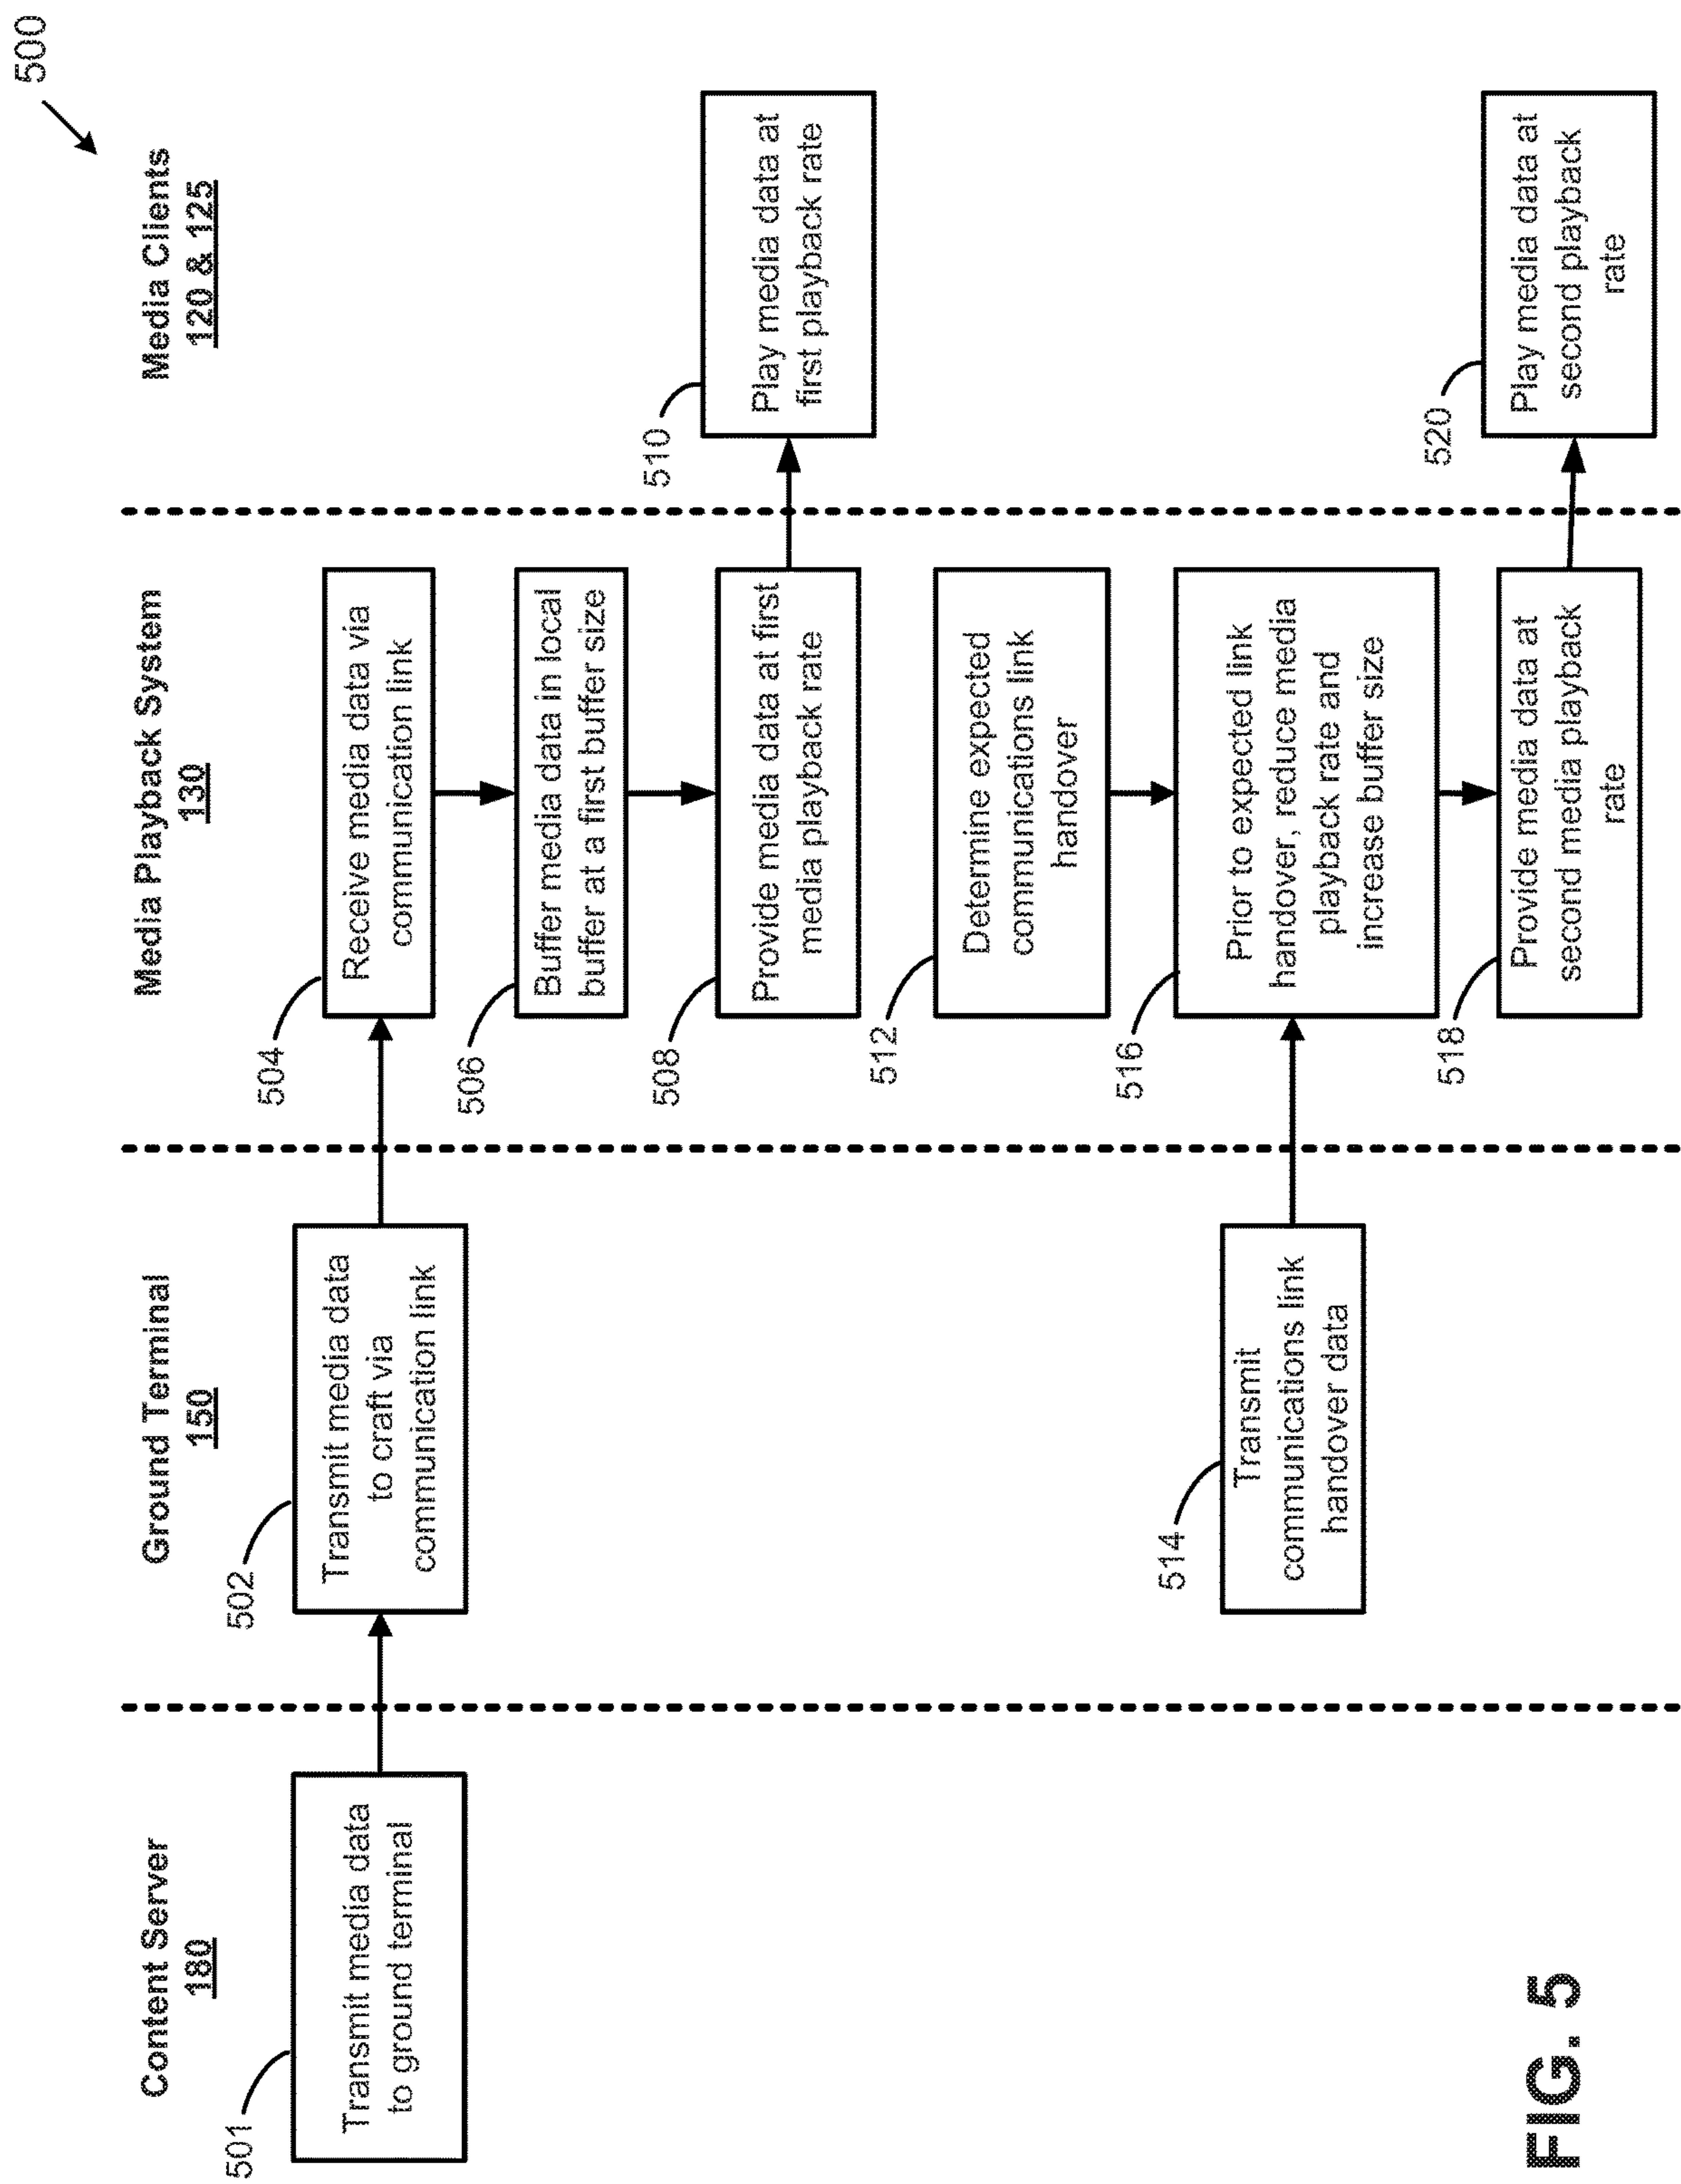 500
Content Server
180
Ground Terminal
150
Media Playback System
130
Media Clients
120 & 125
501
Transmit media data
to ground terminal
502
Transmit media data
to craft via
communication link
504
Receive media data via
communication link
506
Buffer media data in local
buffer at a first buffer size
508
Provide media data at first
media playback rate
510
Play media data at
first playback rate
512
Determine expected
communications link
handover
514
Transmit
communications link
handover data
516
Prior to expected link
handover, reduce media
playback rate and
increase buffer size
518
Provide media data at
second media playback
rate
520
Play media data at
second playback
rate
FIG. 5